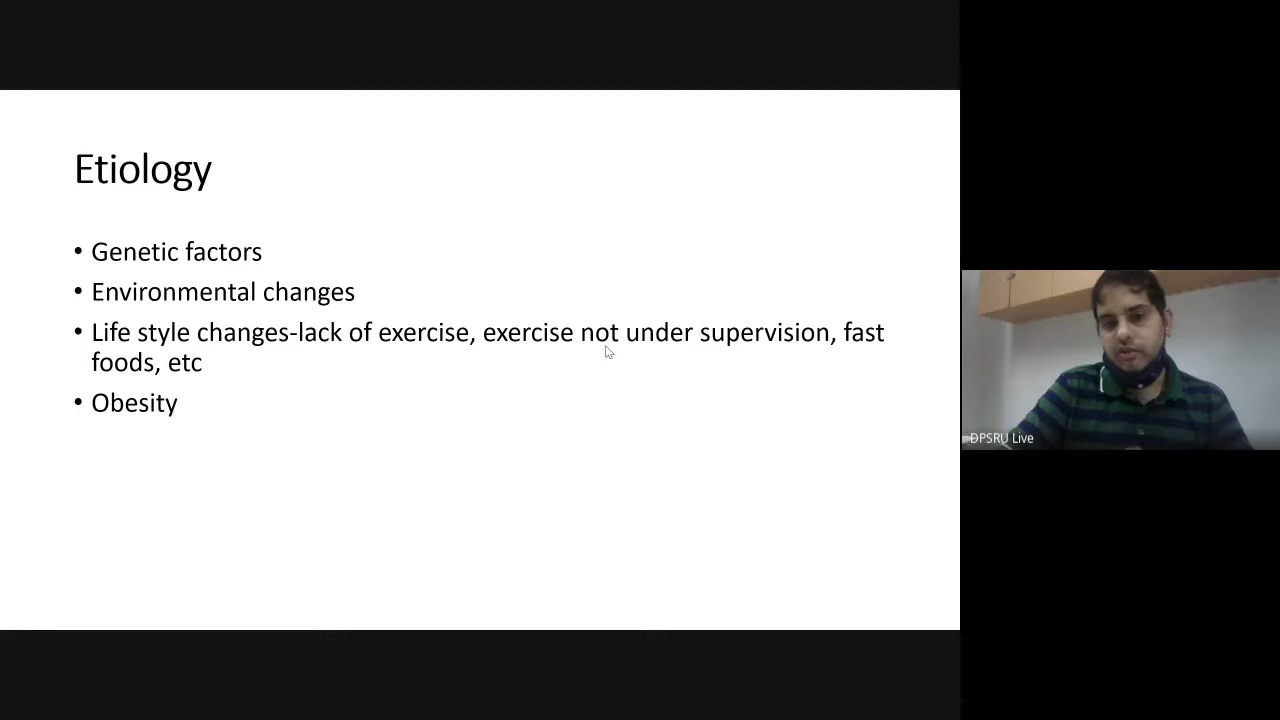 Etiology
• Genetic factors
• Environmental changes
• Life style changes-lack of exercise, exercise not under supervision, fast
foods, etc
• Obesity
DPSRU Live